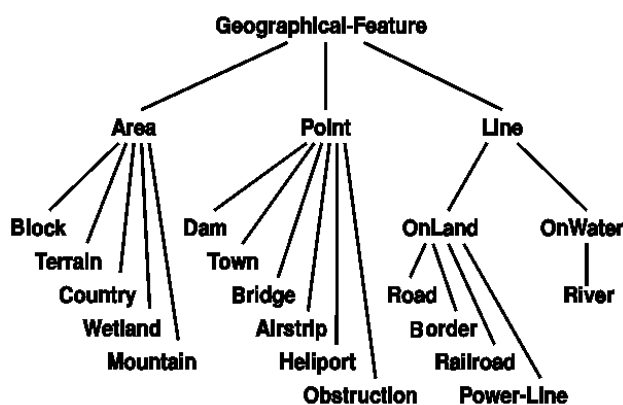 Geographical-Feature
Area Point Line
Block Dam OnLand OnWater
Terrain Town Road River
Country Bridge Border
Wetland Airstrip Railroad
Mountain Heliport Power-Line
Obstruction